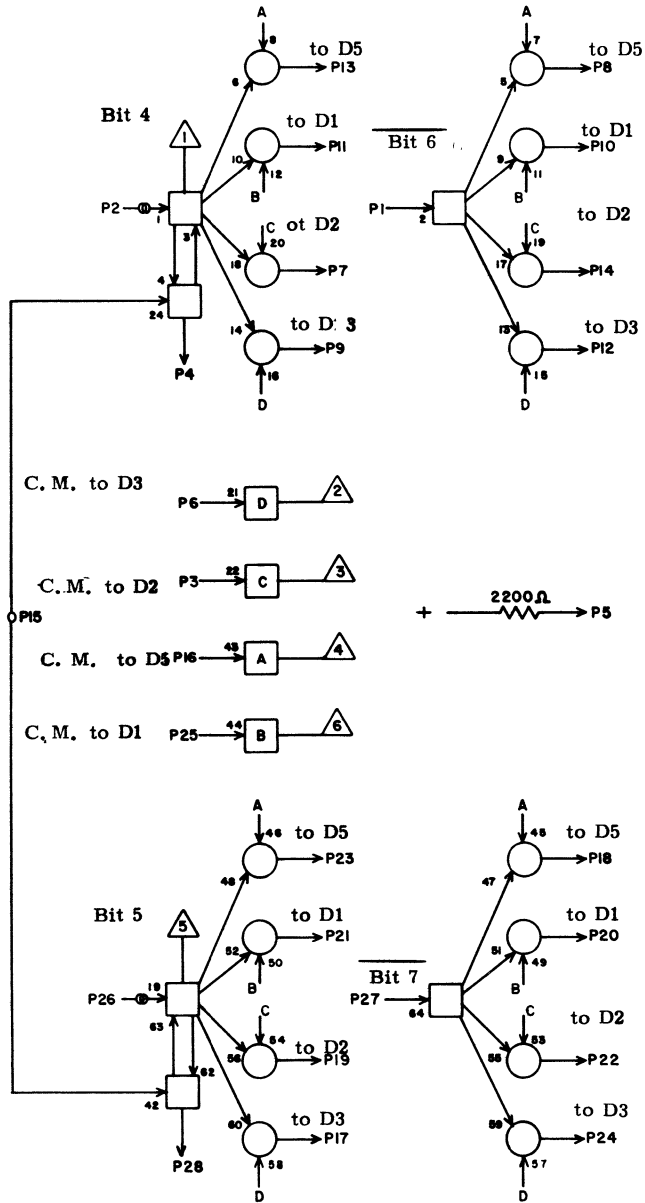 A A
8 7
to D5 to D5
P13 P8
6 5
Bit 4
1 to D1 Bit 6 to D1
10 P11 9 P10
12 11
P2 1 B P1 2 B
3 C ot D2 C to D2
20 19
4 18 P7 17 P14
24 14 to D: 3 13 to D3
P9 P12
P4 16 15
D D
C. M. to D3
P6 21 D 2
C.M. to D2 P3 22 C 3
P15 + 2200Ω P5
C. M. to D5 P16 43 A 4
C. M. to D1 P25 44 B 6
A A
46 45
to D5 to D5
P23 P18
48 47
Bit 5 5 to D1 to D1
52 P21 51 P20
50 Bit 7 49
P26 19 B P27 64 B
63 C C
54 to D2 53 to D2
62 56 P19 55 P22
42 60 to D3 59 to D3
P17 P24
P28 58 57
D D